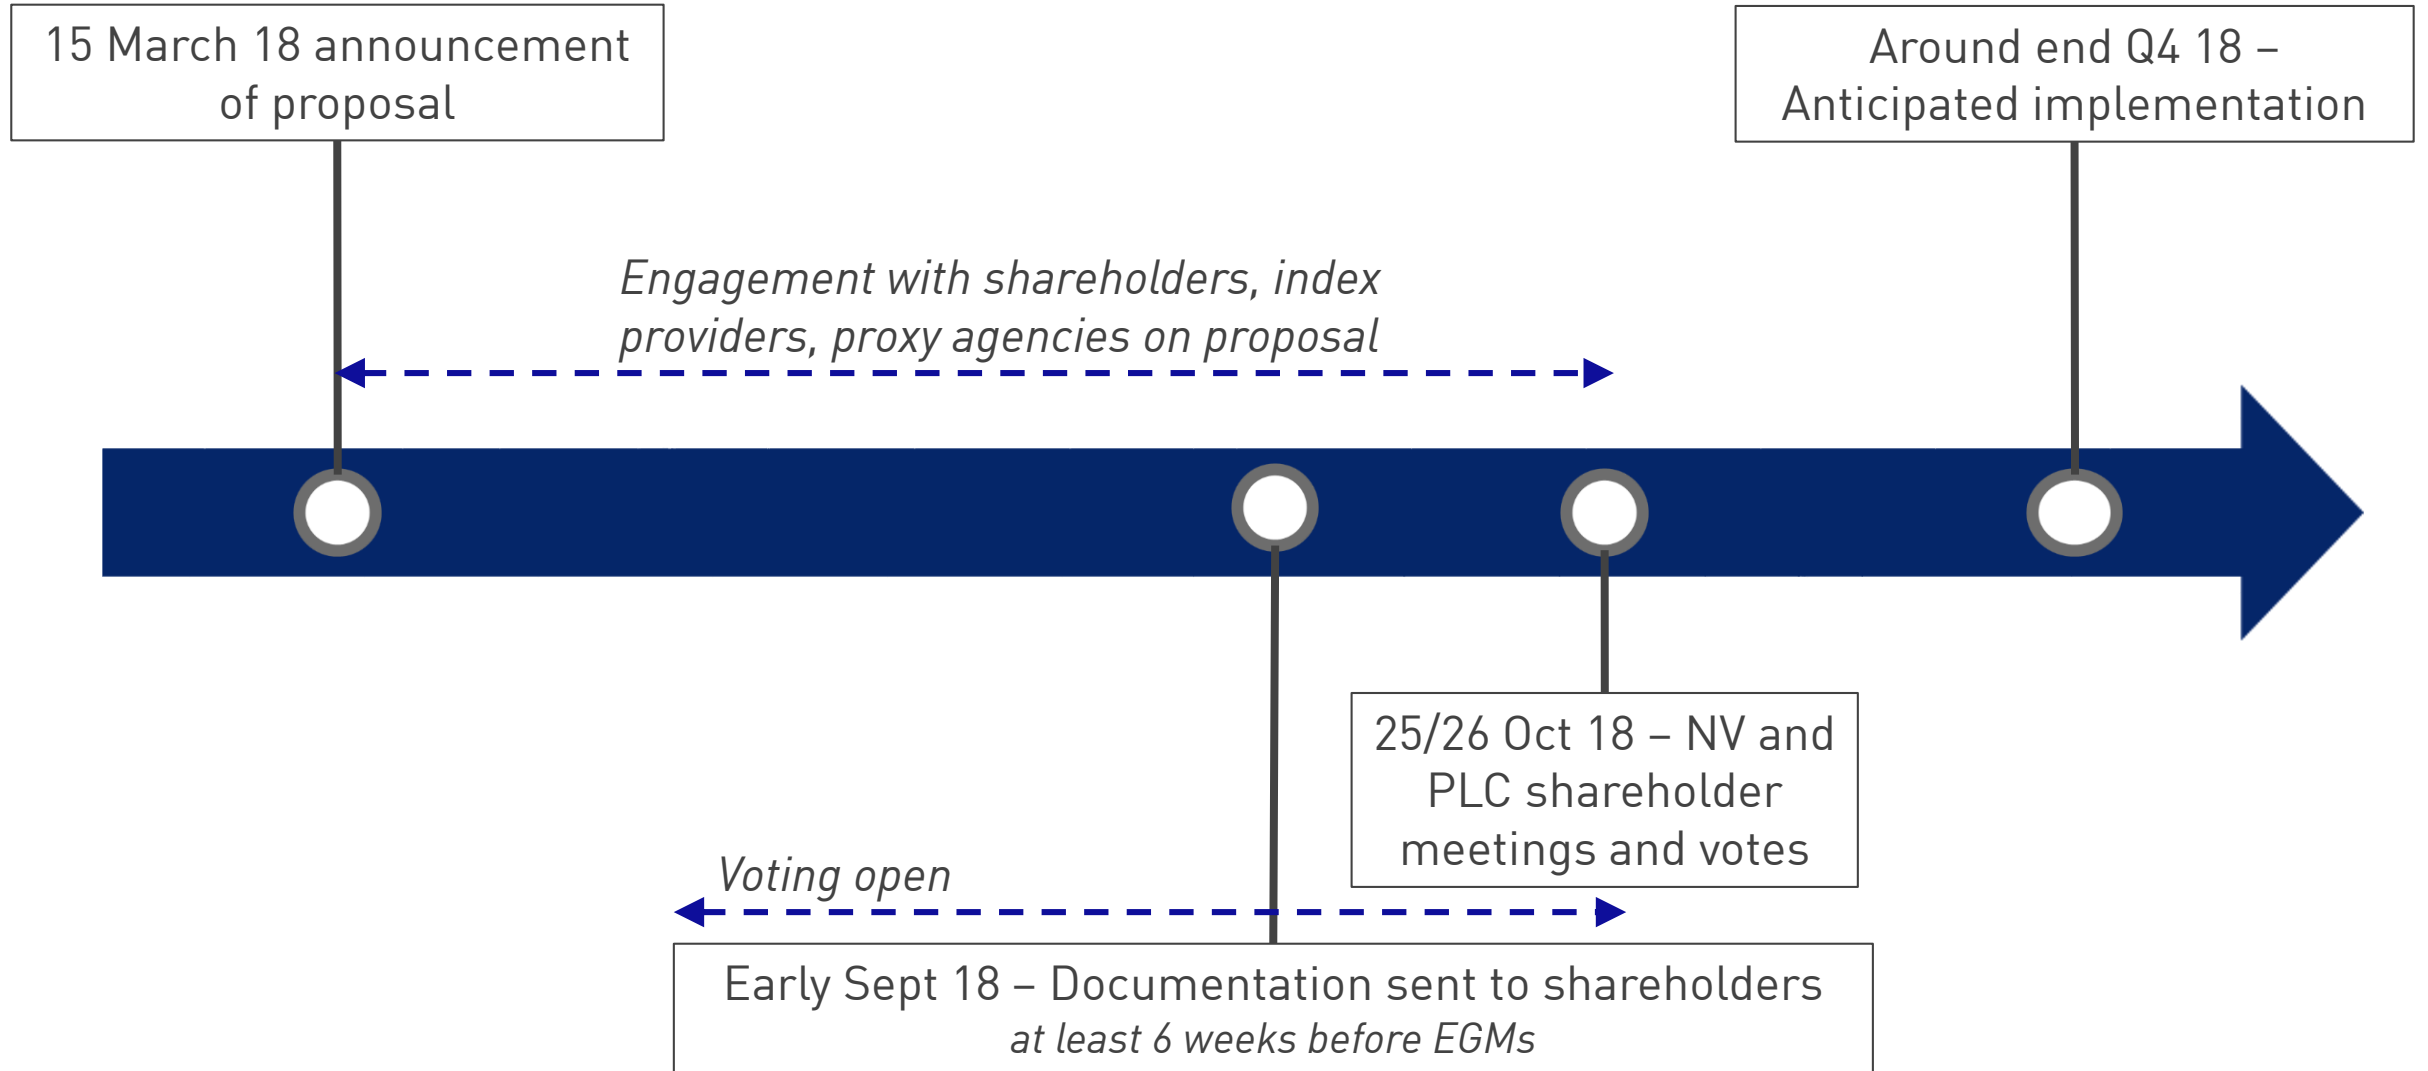 15 March 18 announcement
of proposal
Around end Q4 18 –
Anticipated implementation
Engagement with shareholders, index
providers, proxy agencies on proposal
25/26 Oct 18 – NV and
PLC shareholder
meetings and votes
Voting open
Early Sept 18 – Documentation sent to shareholders
at least 6 weeks before EGMs